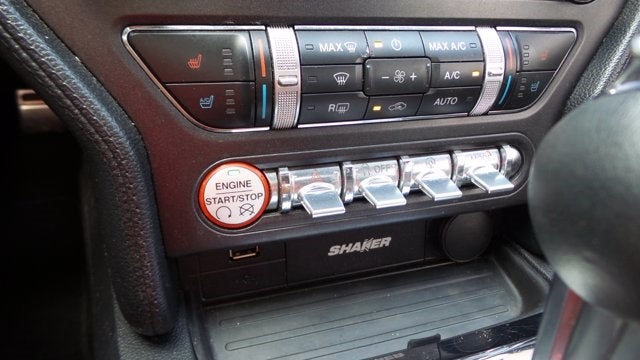 MAX
MAX A/C
- +
A/C
R
AUTO
ENGINE
START/STOP
OFF
SHAKER